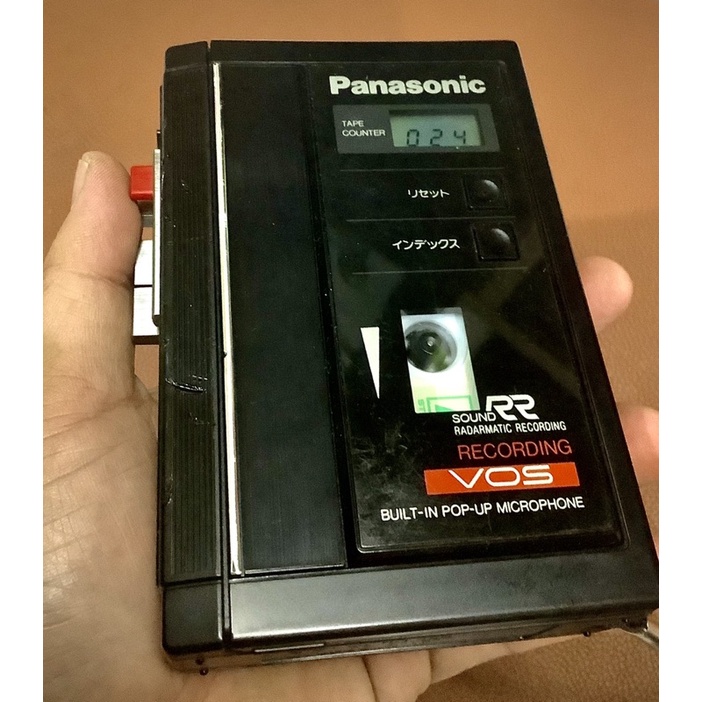 Panasonic
TAPE
COUNTER
024
リセット
インデックス
SOUND RR
RADARMATIC RECORDING
RECORDING
VOS
BUILT-IN POP-UP MICROPHONE